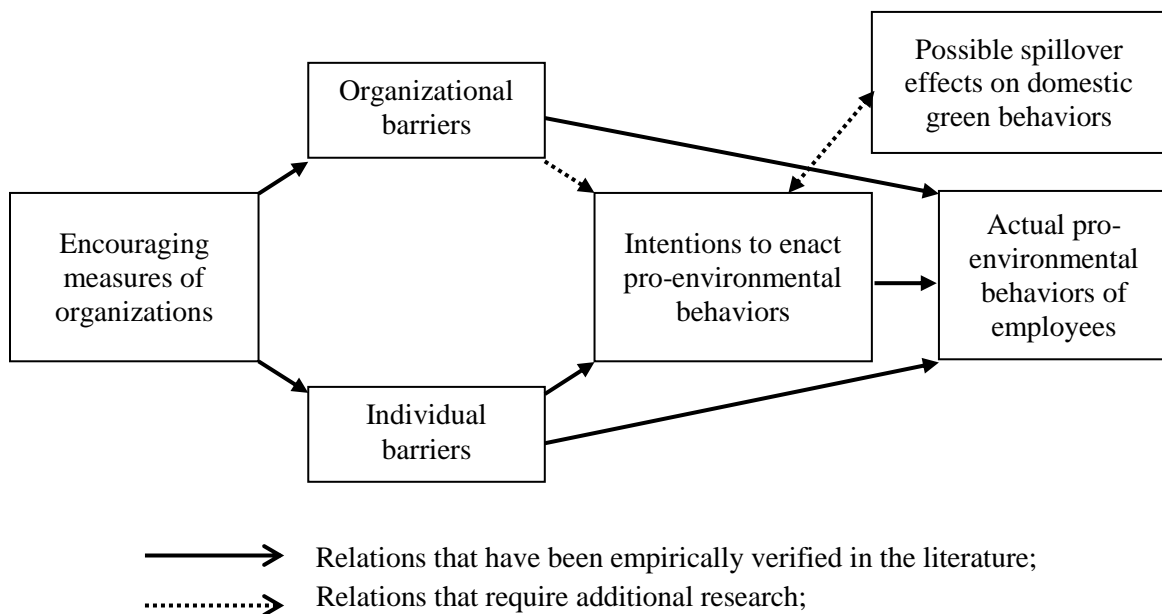 Possible spillover
effects on domestic
green behaviors
Organizational
barriers
Encouraging
measures of
organizations
Intentions to enact
pro-environmental
behaviors
Actual pro-
environmental
behaviors of
employees
Individual
barriers
Relations that have been empirically verified in the literature;
Relations that require additional research;